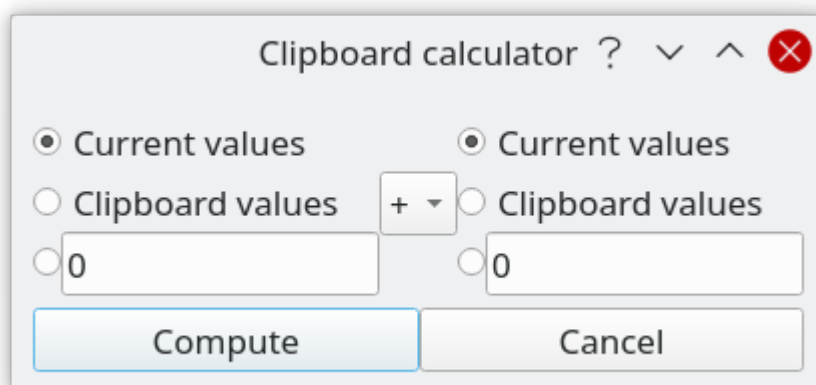 Clipboard calculator ?
Current values Current values
Clipboard values + Clipboard values
0 0
Compute Cancel